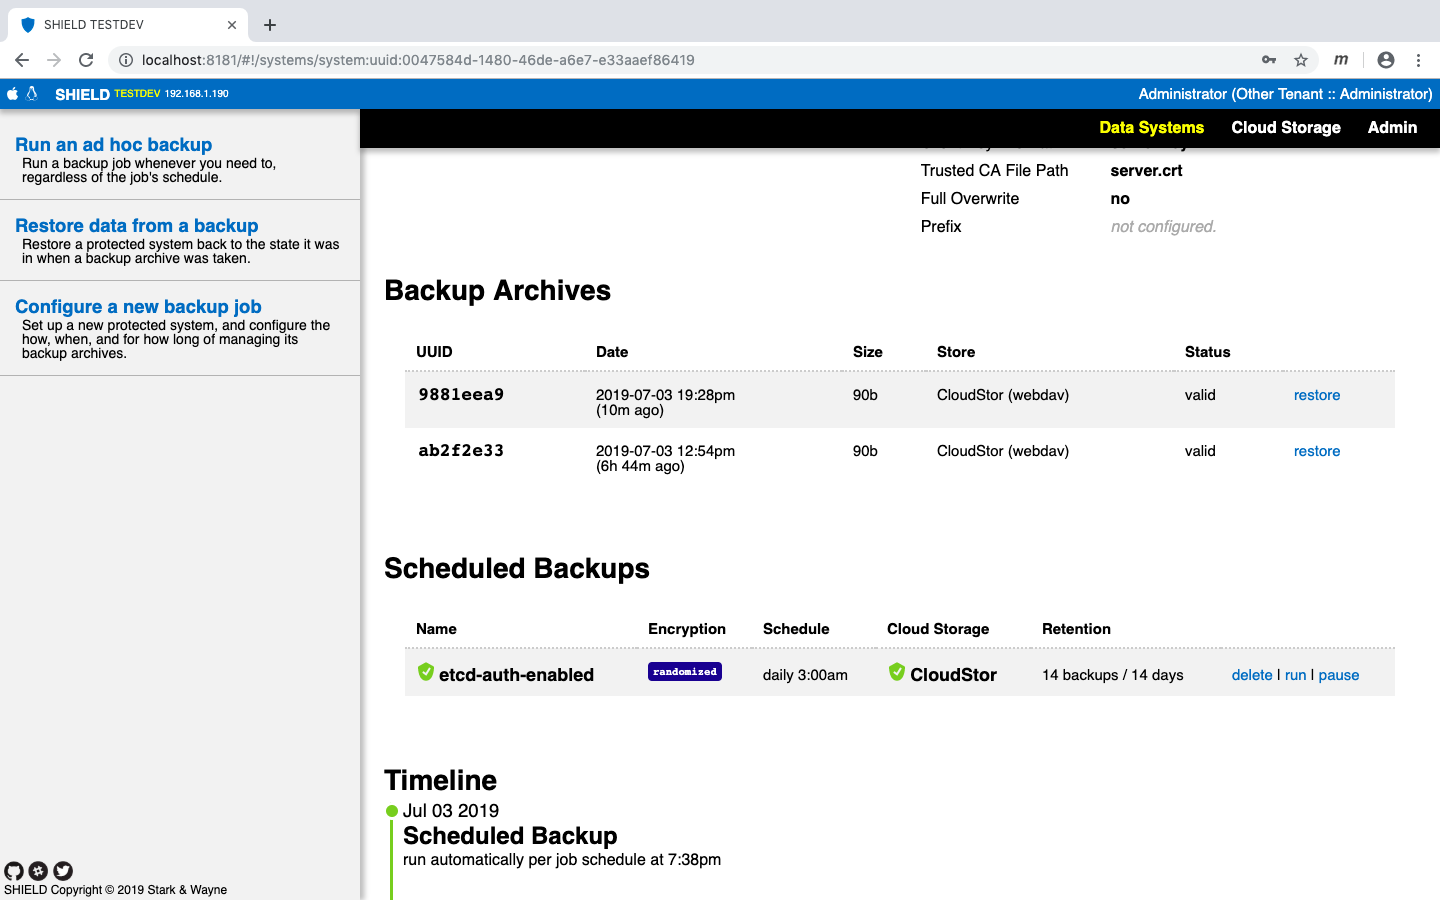 SHIELD TESTDEV
localhost:8181/#!/systems/system:uuid:0047584d-1480-46de-a6e7-e33aaef86419
SHIELD TESTDEV 192.168.1.190
Administrator (Other Tenant :: Administrator)
Data Systems Cloud Storage Admin
Run an ad hoc backup
Run a backup job whenever you need to,
regardless of the job's schedule.
Restore data from a backup
Restore a protected system back to the state it was
in when a backup archive was taken.
Configure a new backup job
Set up a new protected system, and configure the
how, when, and for how long of managing its
backup archives.
SHIELD Copyright © 2019 Stark & Wayne
Trusted CA File Path server.crt
Full Overwrite no
Prefix not configured.
Backup Archives
UUID Date Size Store Status
9881eea9 2019-07-03 19:28pm 90b CloudStor (webdav) valid restore
(10m ago)
ab2f2e33 2019-07-03 12:54pm 90b CloudStor (webdav) valid restore
(6h 44m ago)
Scheduled Backups
Name Encryption Schedule Cloud Storage Retention
etcd-auth-enabled randomized daily 3:00am CloudStor 14 backups / 14 days delete | run | pause
Timeline
Jul 03 2019
Scheduled Backup
run automatically per job schedule at 7:38pm